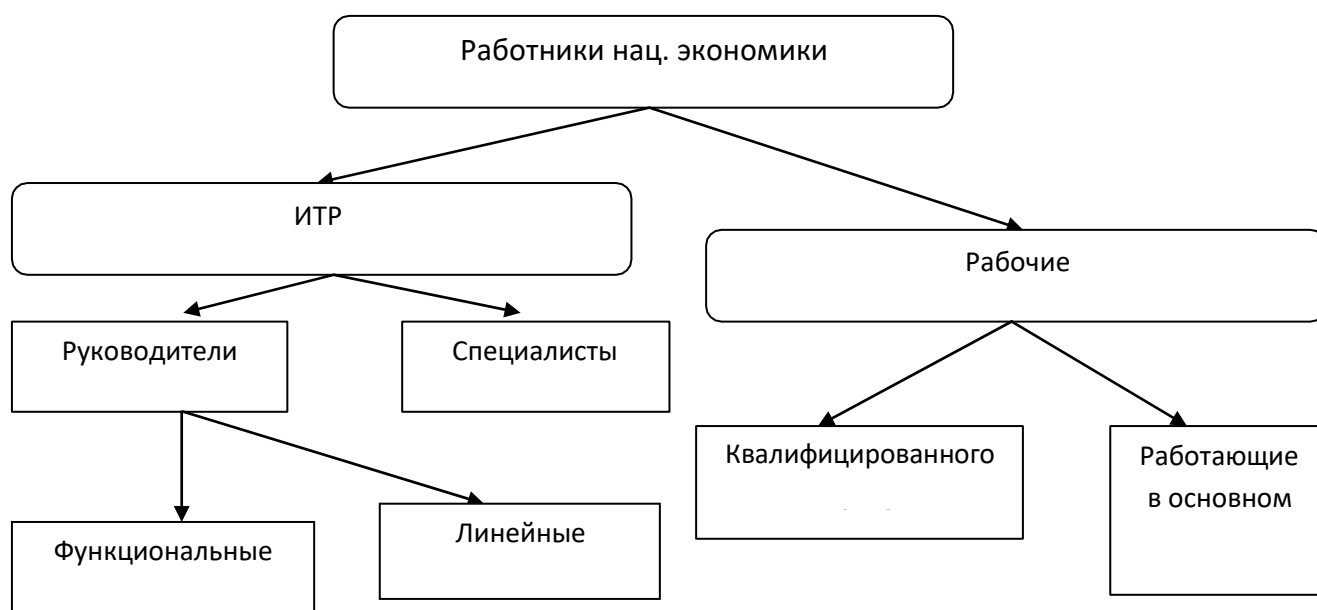 Работники нац. экономики
ИТР
Рабочие
Руководители
Специалисты
Квалифицированного
Работающие
в основном
Функциональные
Линейные